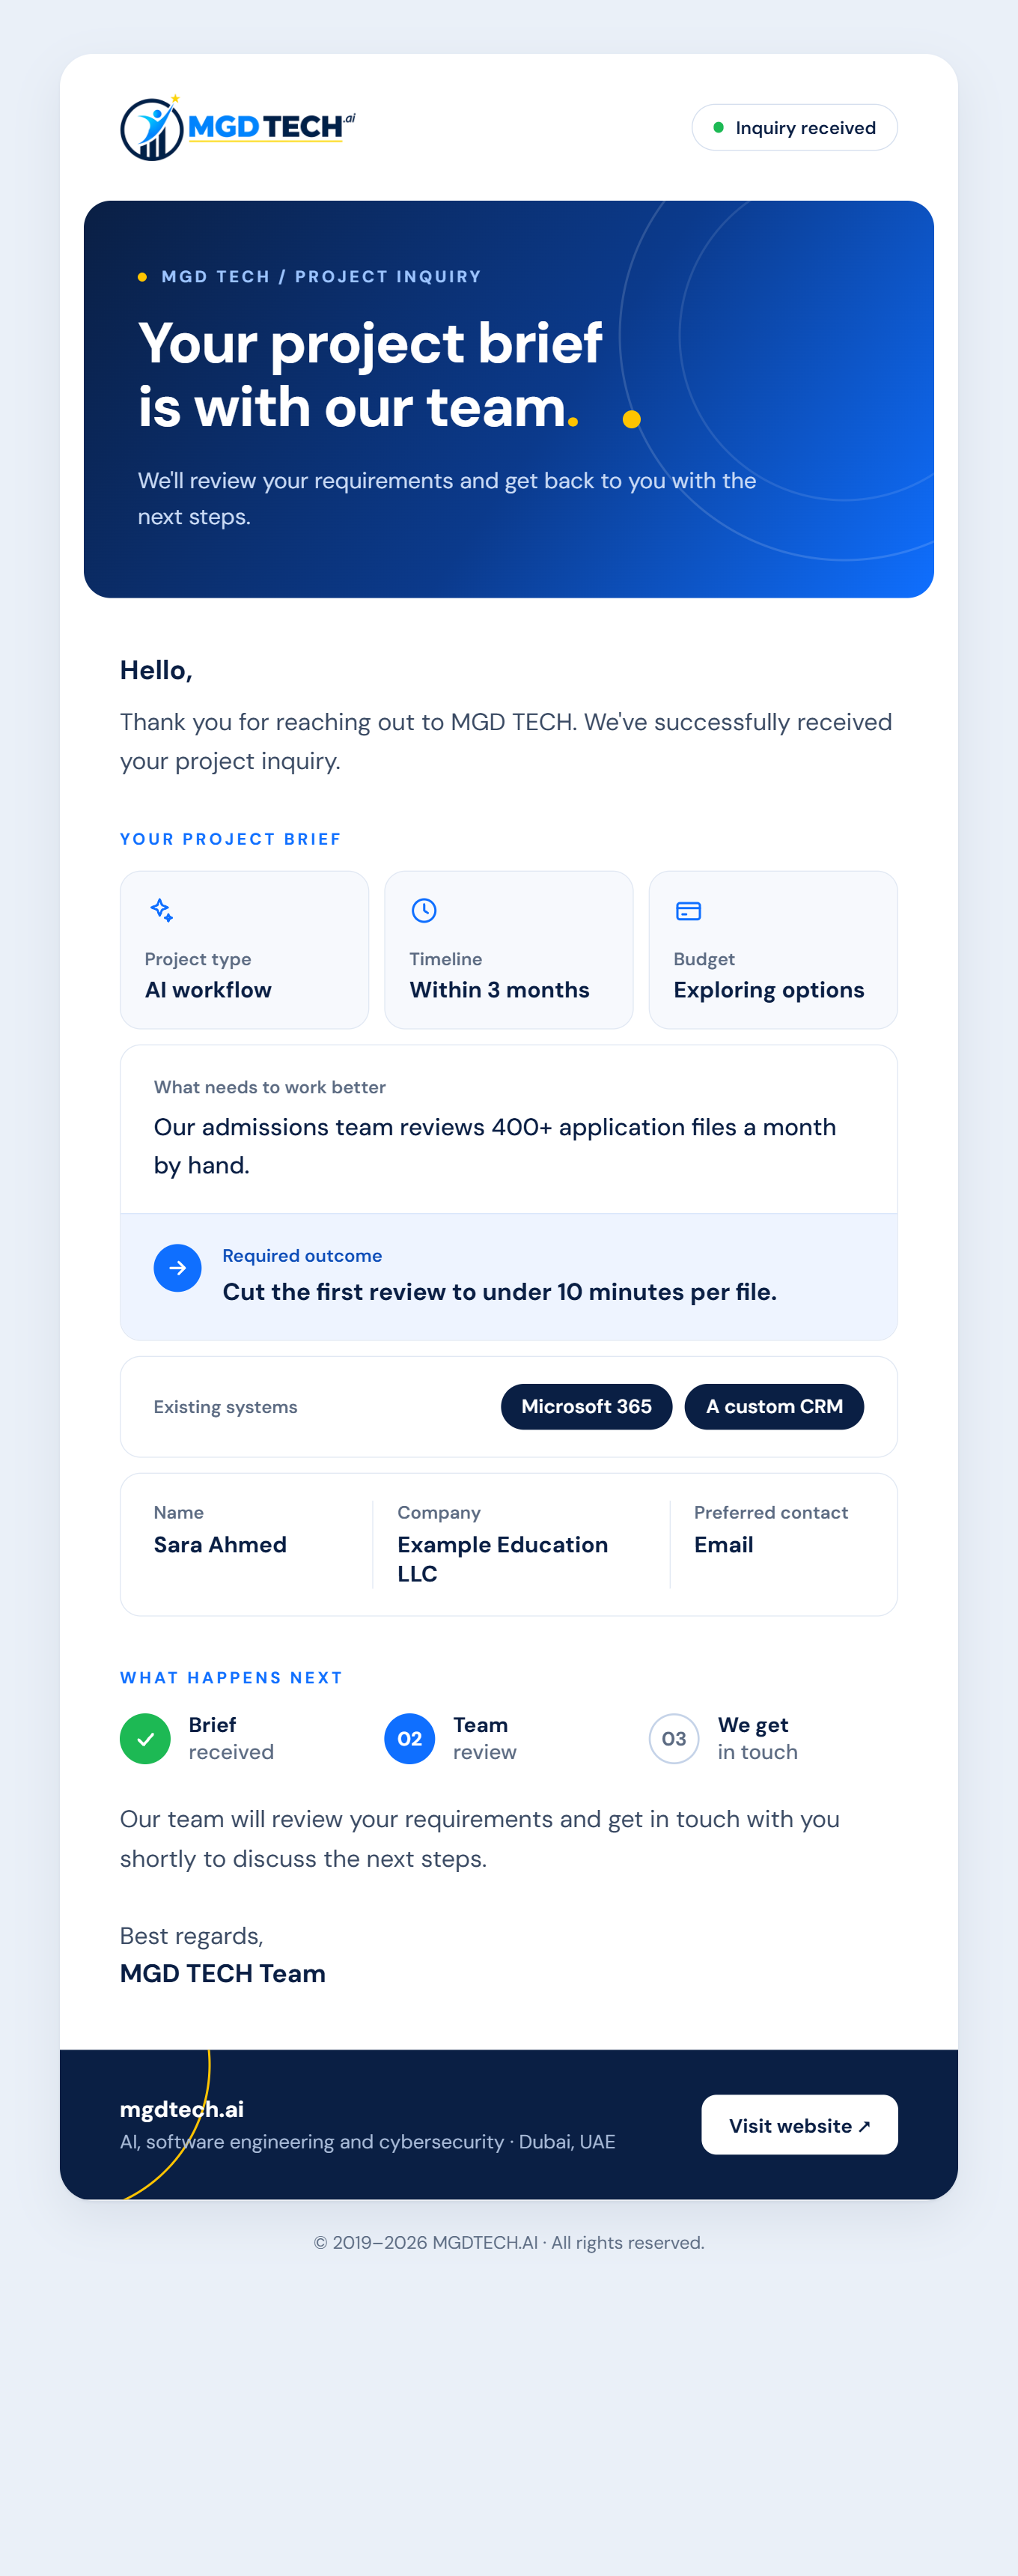 MGD TECH.ai
Inquiry received
MGD TECH / PROJECT INQUIRY
Your project brief
is with our team.
We'll review your requirements and get back to you with the
next steps.
Hello,
Thank you for reaching out to MGD TECH. We've successfully received
your project inquiry.
YOUR PROJECT BRIEF
Project type
AI workflow
Timeline
Within 3 months
Budget
Exploring options
What needs to work better
Our admissions team reviews 400+ application files a month
by hand.
Required outcome
Cut the first review to under 10 minutes per file.
Existing systems
Microsoft 365
A custom CRM
Name
Sara Ahmed
Company
Example Education
LLC
Preferred contact
Email
WHAT HAPPENS NEXT
Brief
received
02
Team
review
03
We get
in touch
Our team will review your requirements and get in touch with you
shortly to discuss the next steps.
Best regards,
MGD TECH Team
mgdtech.ai
AI, software engineering and cybersecurity · Dubai, UAE
Visit website ↗
© 2019–2026 MGDTECH.AI · All rights reserved.